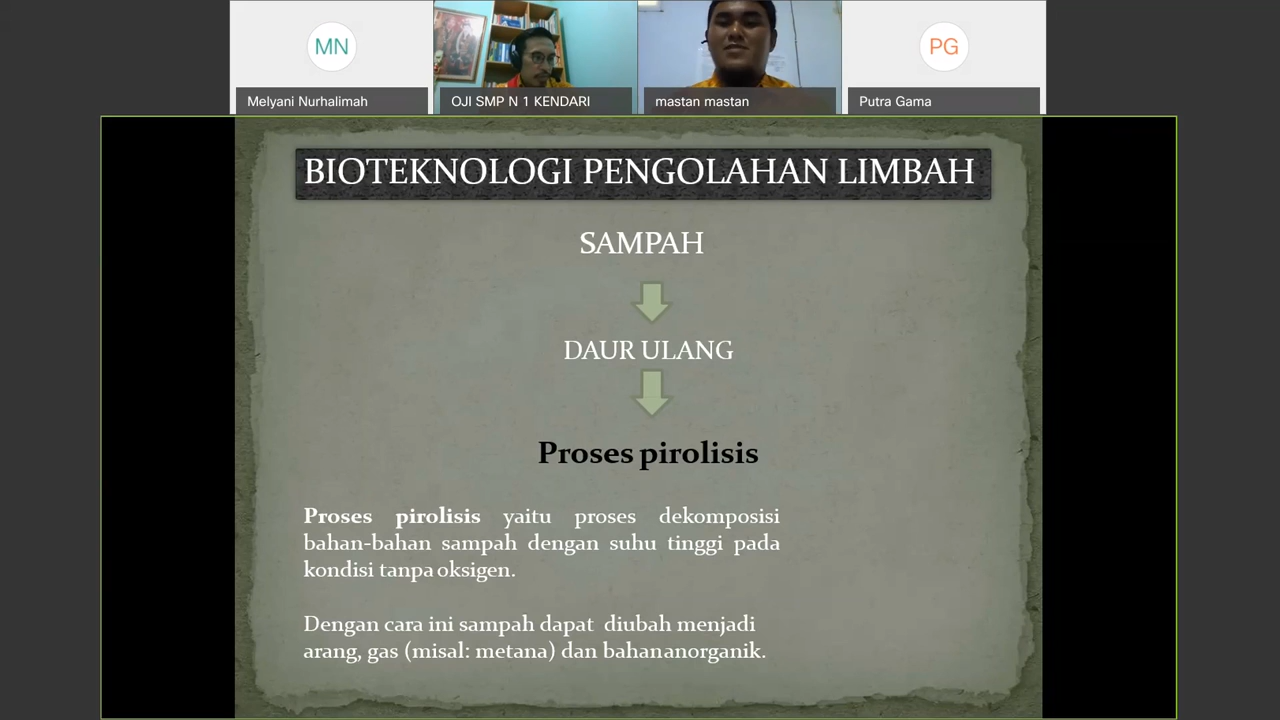 MN
PG
Melyani Nurhalimah
OJI SMP N 1 KENDARI
mastan mastan
Putra Gama
BIOTEKNOLOGI PENGOLAHAN LIMBAH
SAMPAH
DAUR ULANG
Proses pirolisis
Proses pirolisis yaitu proses dekomposisi
bahan-bahan sampah dengan suhu tinggi pada
kondisi tanpa oksigen.
Dengan cara ini sampah dapat diubah menjadi
arang, gas (misal: metana) dan bahan anorganik.